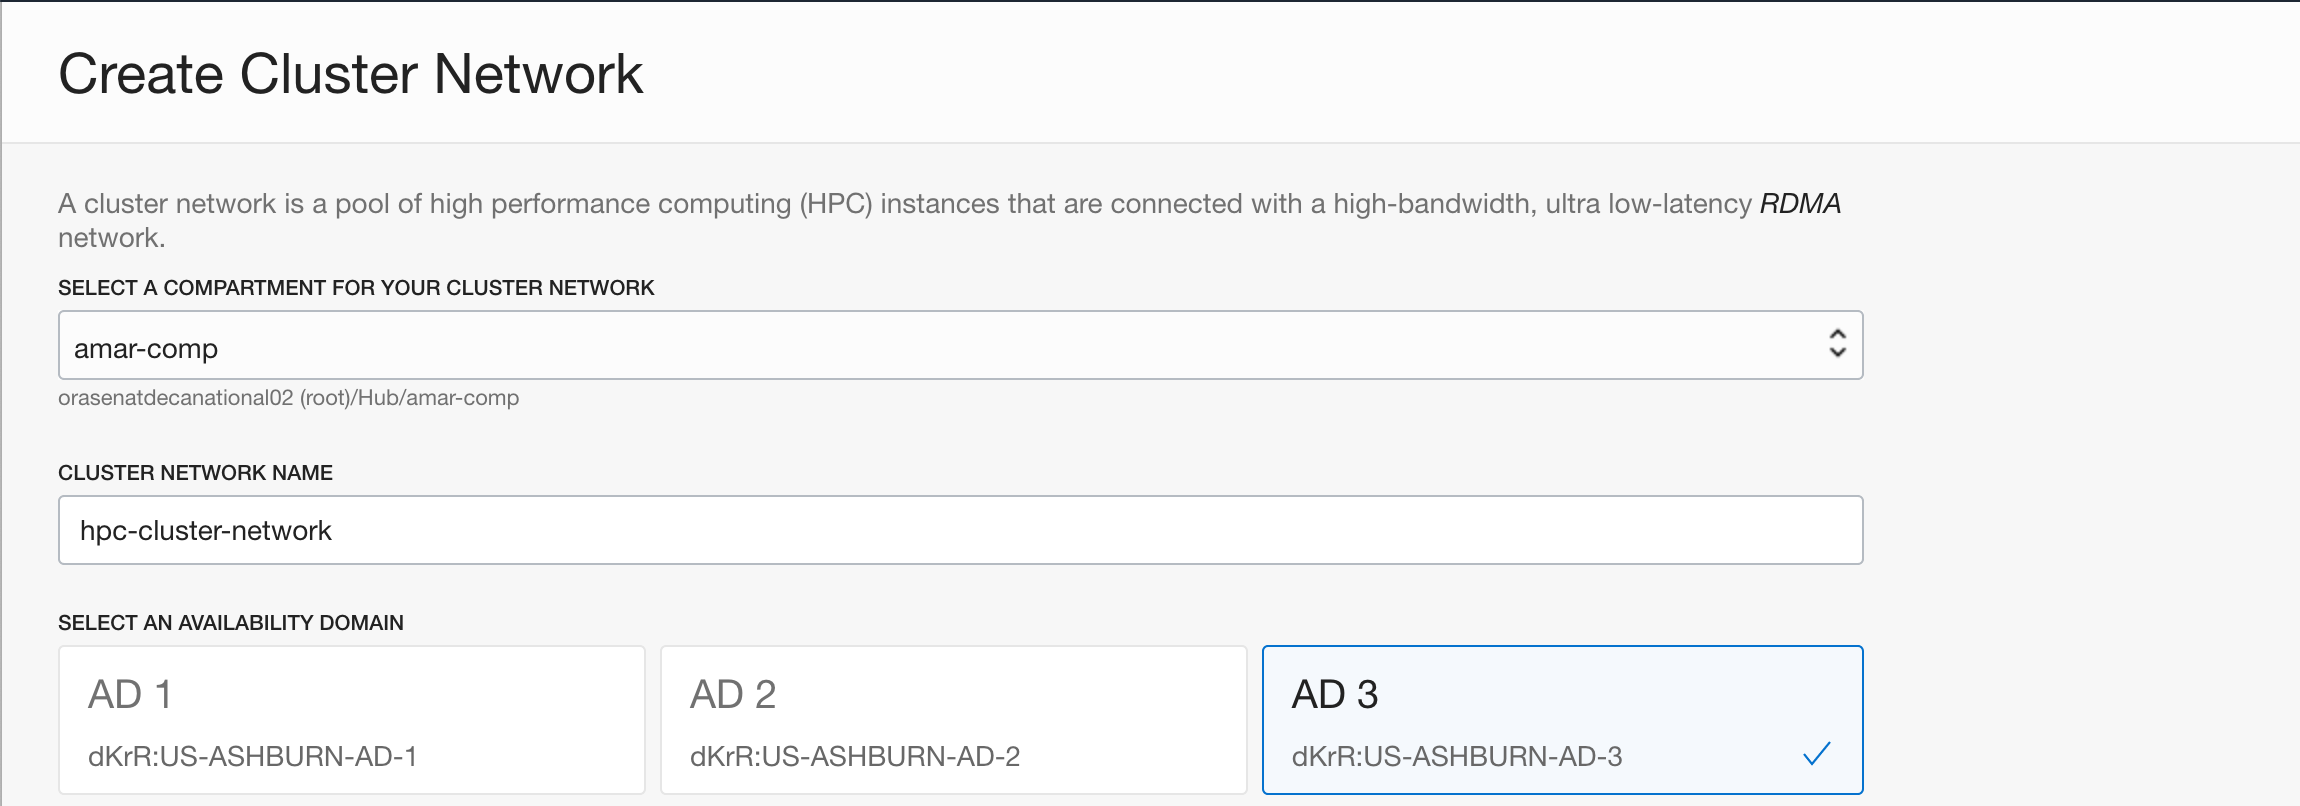 Create Cluster Network
A cluster network is a pool of high performance computing (HPC) instances that are connected with a high-bandwidth, ultra low-latency RDMA
network.
SELECT A COMPARTMENT FOR YOUR CLUSTER NETWORK
amar-comp
orasenatdecanational02 (root)/Hub/amar-comp
CLUSTER NETWORK NAME
hpc-cluster-network
SELECT AN AVAILABILITY DOMAIN
AD 1
dKrR:US-ASHBURN-AD-1
AD 2
dKrR:US-ASHBURN-AD-2
AD 3
dKrR:US-ASHBURN-AD-3